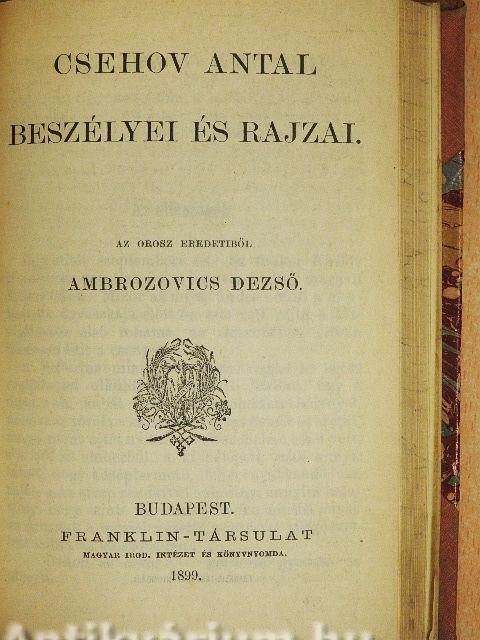 CSEHOV ANTAL
BESZÉLYEI ÉS RAJZAI.
AZ OROSZ EREDETIBŐL
AMBROZOVICS DEZSŐ.
BUDAPEST.
FRANKLIN-TÁRSULAT
MAGYAR IROD. INTÉZET ÉS KÖNYVNYOMDA.
1899.
Antikvárium.hu